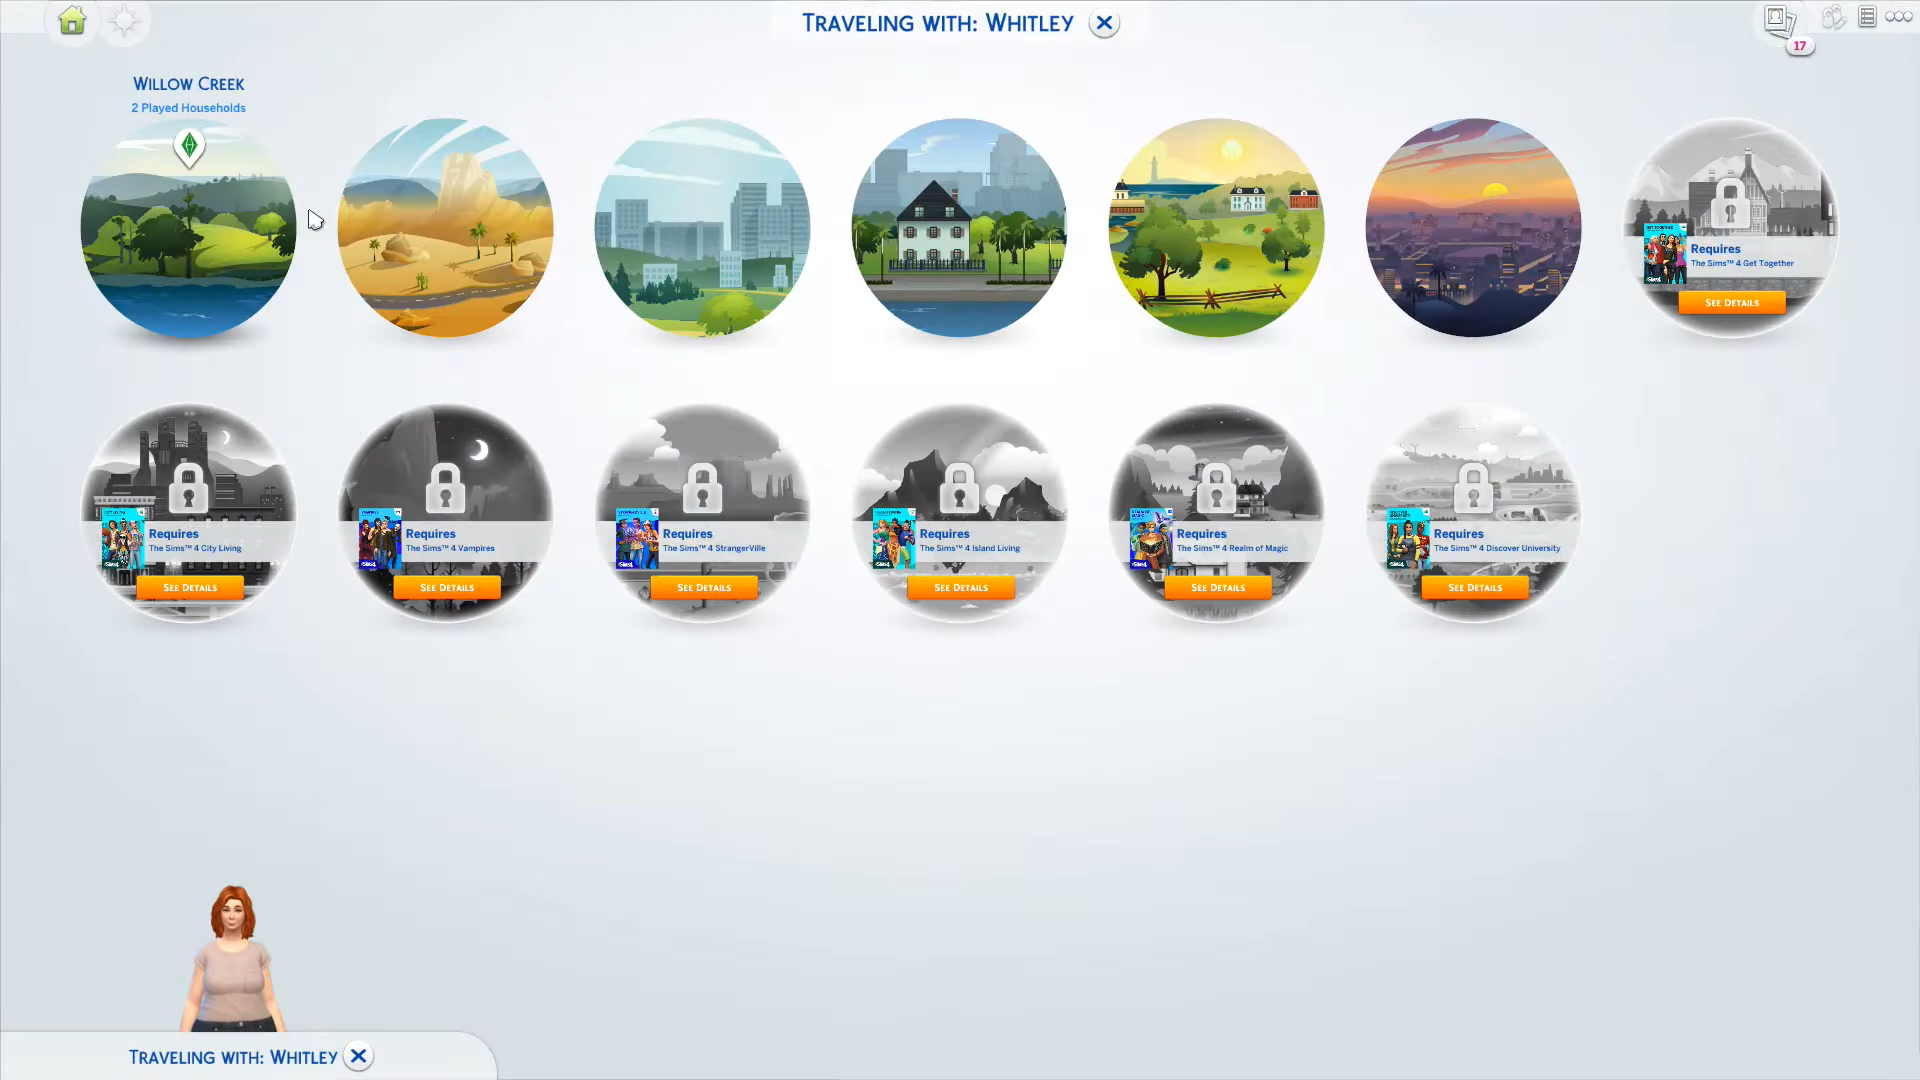 TRAVELING WITH: WHITLEY
17
WILLOW CREEK
2 Played Households
Requires
The Sims™ 4 Get Together
SEE DETAILS
Requires
The Sims™ 4 City Living
SEE DETAILS
Requires
The Sims™ 4 Vampires
SEE DETAILS
Requires
The Sims™ 4 StrangerVille
SEE DETAILS
Requires
The Sims™ 4 Island Living
SEE DETAILS
Requires
The Sims™ 4 Realm of Magic
SEE DETAILS
Requires
The Sims™ 4 Discover University
SEE DETAILS
TRAVELING WITH: WHITLEY